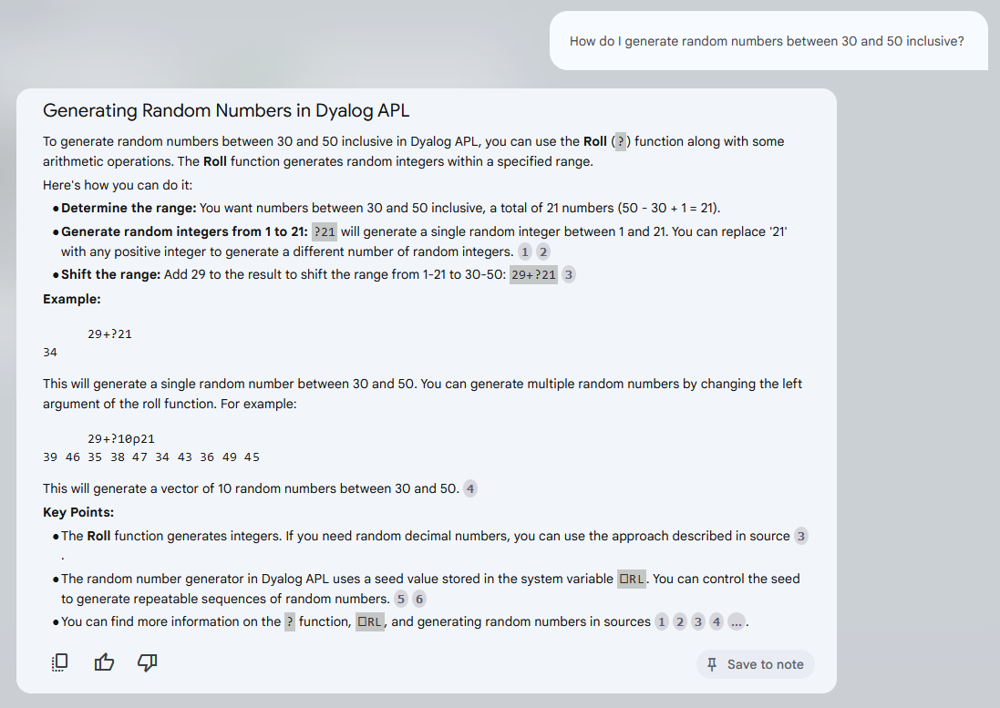 How do I generate random numbers between 30 and 50 inclusive?
Generating Random Numbers in Dyalog APL
To generate random numbers between 30 and 50 inclusive in Dyalog APL, you can use the Roll (?) function along with some
arithmetic operations. The Roll function generates random integers within a specified range.
Here's how you can do it:
● Determine the range: You want numbers between 30 and 50 inclusive, a total of 21 numbers (50 - 30 + 1 = 21).
● Generate random integers from 1 to 21: ?21 will generate a single random integer between 1 and 21. You can replace '21'
with any positive integer to generate a different number of random integers. 1 2
● Shift the range: Add 29 to the result to shift the range from 1-21 to 30-50: 29+?21 3
Example:
29+?21
34
This will generate a single random number between 30 and 50. You can generate multiple random numbers by changing the left
argument of the roll function. For example:
29+?10⍴21
39 46 35 38 47 34 43 36 49 45
This will generate a vector of 10 random numbers between 30 and 50. 4
Key Points:
● The Roll function generates integers. If you need random decimal numbers, you can use the approach described in source 3
.
● The random number generator in Dyalog APL uses a seed value stored in the system variable ⎕RL. You can control the seed
to generate repeatable sequences of random numbers. 5 6
● You can find more information on the ? function, ⎕RL, and generating random numbers in sources 1 2 3 4 ... .
Save to note